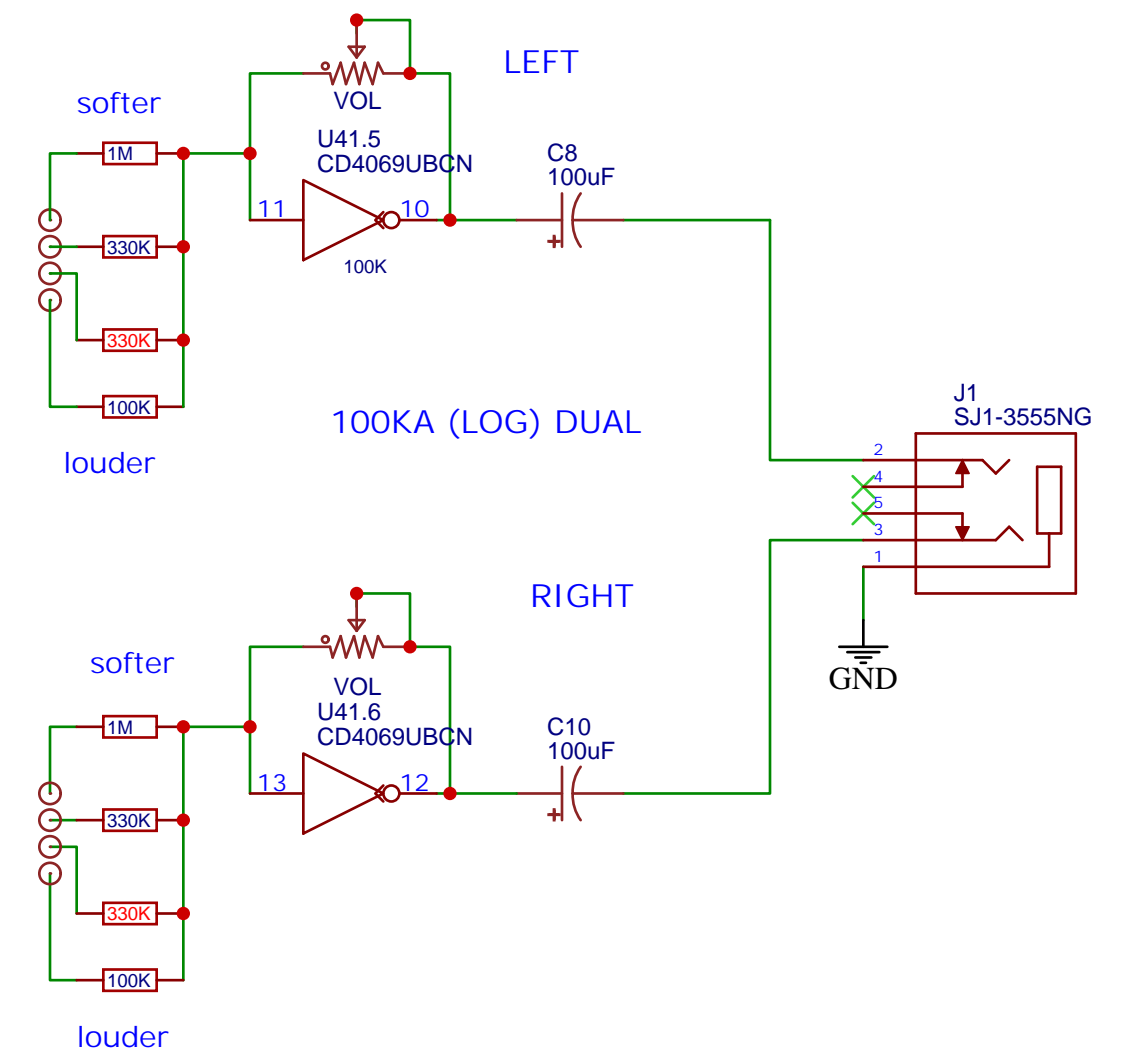 LEFT
softer
VOL
1M
U41.5
CD4069UBCN
C8
100uF
11
10
330K
100K
330K
100K
louder
100KA (LOG) DUAL
J1
SJ1-3555NG
2
4
5
3
1
GND
RIGHT
softer
VOL
1M
U41.6
CD4069UBCN
C10
100uF
13
12
330K
330K
100K
louder